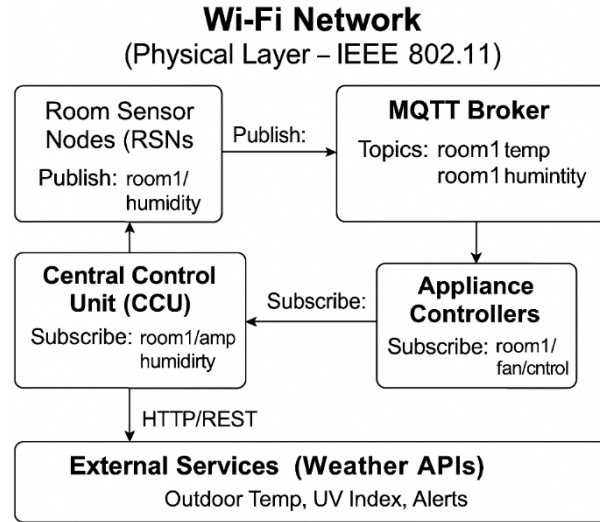 Wi-Fi Network
(Physical Layer – IEEE 802.11)
Room Sensor
Nodes (RSNs
Publish: room1/
humidity
Publish:
MQTT Broker
Topics: room1 temp
room1 humintity
Central Control
Unit (CCU)
Subscribe: room1/amp
humidirty
Subscribe:
Appliance
Controllers
Subscribe: room1/
fan/cntrol
HTTP/REST
External Services (Weather APIs)
Outdoor Temp, UV Index, Alerts